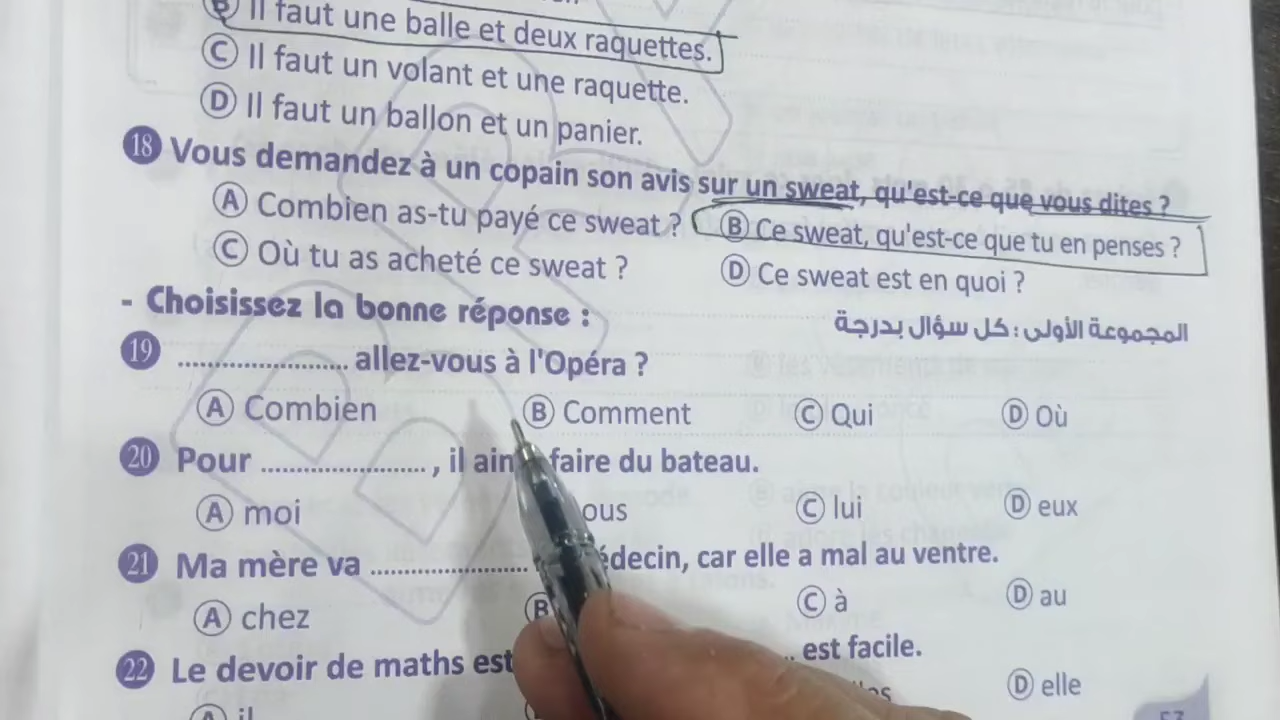 B Il faut une balle et deux raquettes.
C Il faut un volant et une raquette.
D Il faut un ballon et un panier.
18 Vous demandez à un copain son avis sur un sweat, qu'est-ce que vous dites ?
A Combien as-tu payé ce sweat ? B Ce sweat, qu'est-ce que tu en penses ?
C Où tu as acheté ce sweat ? D Ce sweat est en quoi ?
- Choisissez la bonne réponse :
المجموعة الأولى : كل سؤال بدرجة
19 ...................... allez-vous à l'Opéra ?
A Combien B Comment C Qui D Où
20 Pour ...................... , il faire du bateau.
A moi C lui D eux
21 Ma mère va ...................... , car elle a mal au ventre.
A chez B C à D au
22 Le devoir de maths est est facile.
A il D elle